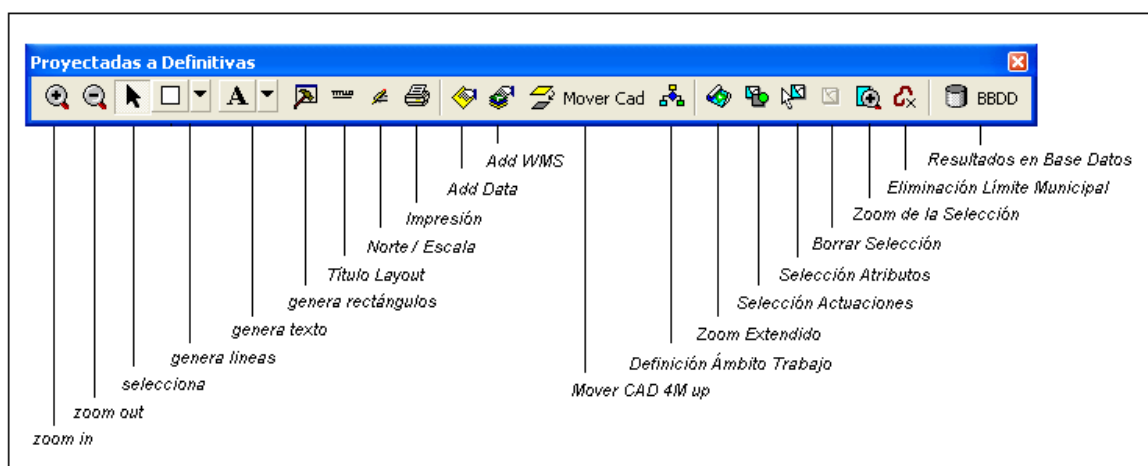 Proyectadas a Definitivas
A
Mover Cad
BBDD
Add WMS
Resultados en Base Datos
Add Data
Eliminación Límite Municipal
Impresión
Zoom de la Selección
Norte / Escala
Borrar Selección
Título Layout
Selección Atributos
genera rectángulos
Selección Actuaciones
genera texto
Zoom Extendido
genera lineas
Definición Ámbito Trabajo
selecciona
Mover CAD 4M up
zoom out
zoom in